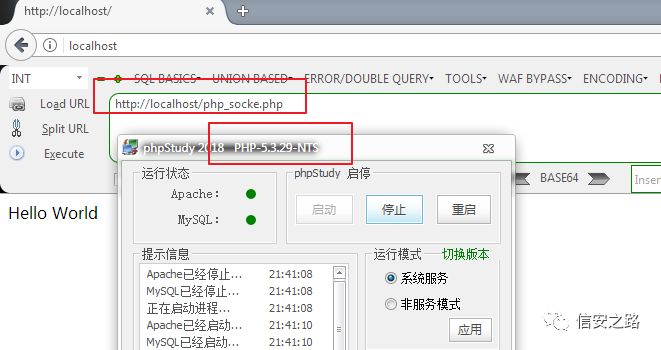 http://localhost/
localhost
INT SQL BASICS UNION BASED ERROR/DOUBLE QUERY TOOLS WAF BYPASS ENCODING
Load URL
http://localhost/php_socke.php
Split URL
Execute
phpStudy 2018 PHP-5.3.29-NTS
BASE64
Inser
Hello World
运行状态
Apache:
MySQL:
phpStudy 启停
启动 停止 重启
提示信息
Apache已经停止... 21:41:08
MySQL已经停止... 21:41:08
正在启动进程... 21:41:08
Apache已经启动... 21:41:10
MySQL已经启动... 21:41:10
运行模式 切换版本
系统服务
非服务模式
应用
信安之路